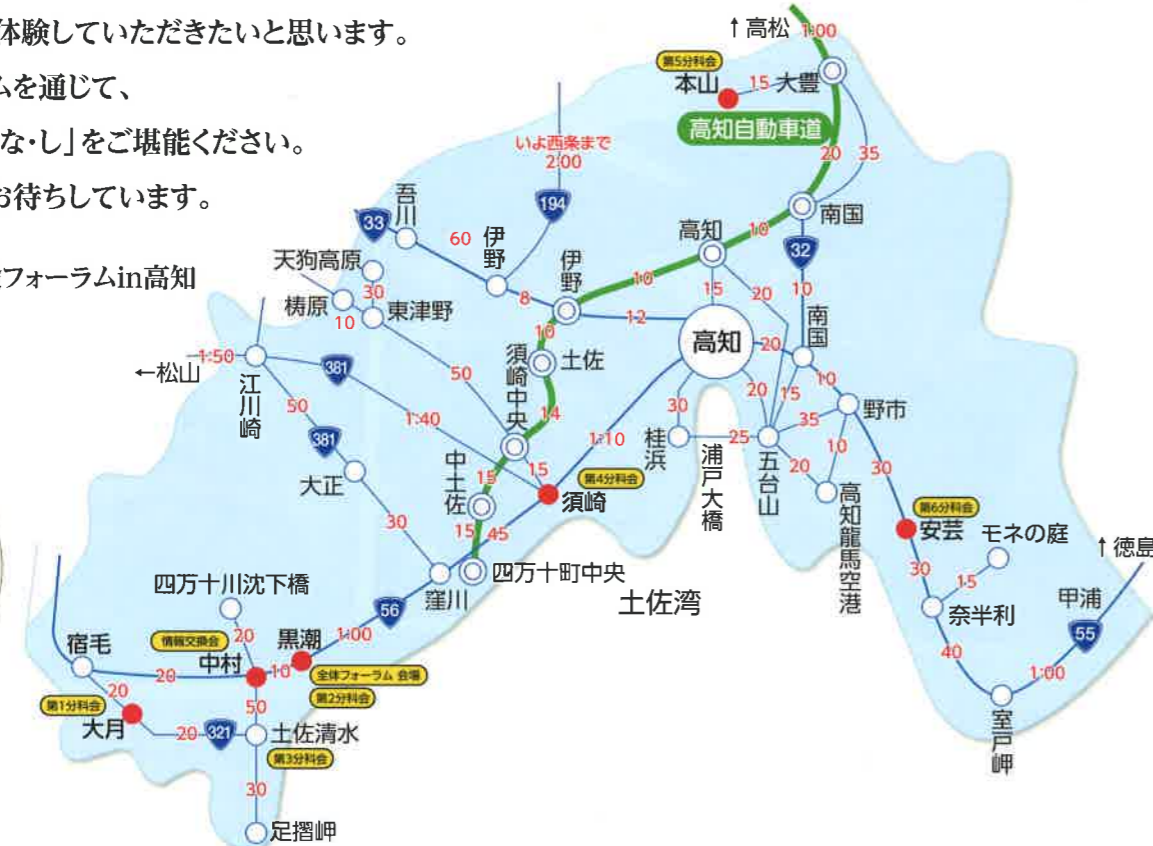 体験していただきたいと思います。
ムを通じて、
な・し」をご堪能ください。
お待ちしています。
フォーラムin高知
↑高松
1:00
第5分科会
本山
15
大豊
高知自動車道
20
35
いよ西条まで
2:00
194
33
吾川
60
伊野
8
伊野
高知
10
南国
32
10
天狗高原
30
梼原
10
東津野
10
12
15
20
高知
20
南国
10
←松山
1:50
江川崎
381
50
須崎中央
10
土佐
14
50
381
1:40
大正
30
中土佐
15
15
15
須崎
第4分科会
1:10
45
四万十町中央
窪川
30
桂浜
25
浦戸大橋
20
五台山
15
35
20
野市
10
高知龍馬空港
30
第6分科会
安芸
30
モネの庭
15
奈半利
40
室戸岬
1:00
55
甲浦
↑徳島
土佐湾
四万十川沈下橋
20
情報交換会
中村
10
黒潮
1:00
56
全体フォーラム 会場
第2分科会
宿毛
20
20
第1分科会
大月
20
321
50
土佐清水
第3分科会
30
足摺岬